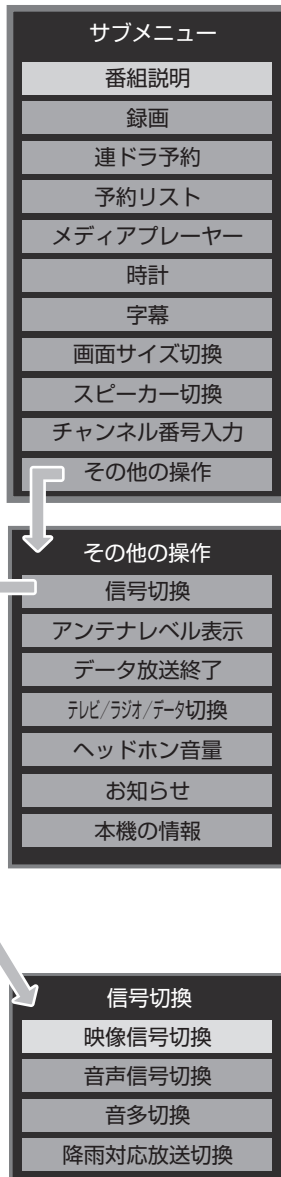 サブメニュー
番組説明
録画
連ドラ予約
予約リスト
メディアプレーヤー
時計
字幕
画面サイズ切換
スピーカー切換
チャンネル番号入力
その他の操作
その他の操作
信号切換
アンテナレベル表示
データ放送終了
テレビ/ラジオ/データ切換
ヘッドホン音量
お知らせ
本機の情報
信号切換
映像信号切換
音声信号切換
音多切換
降雨対応放送切換